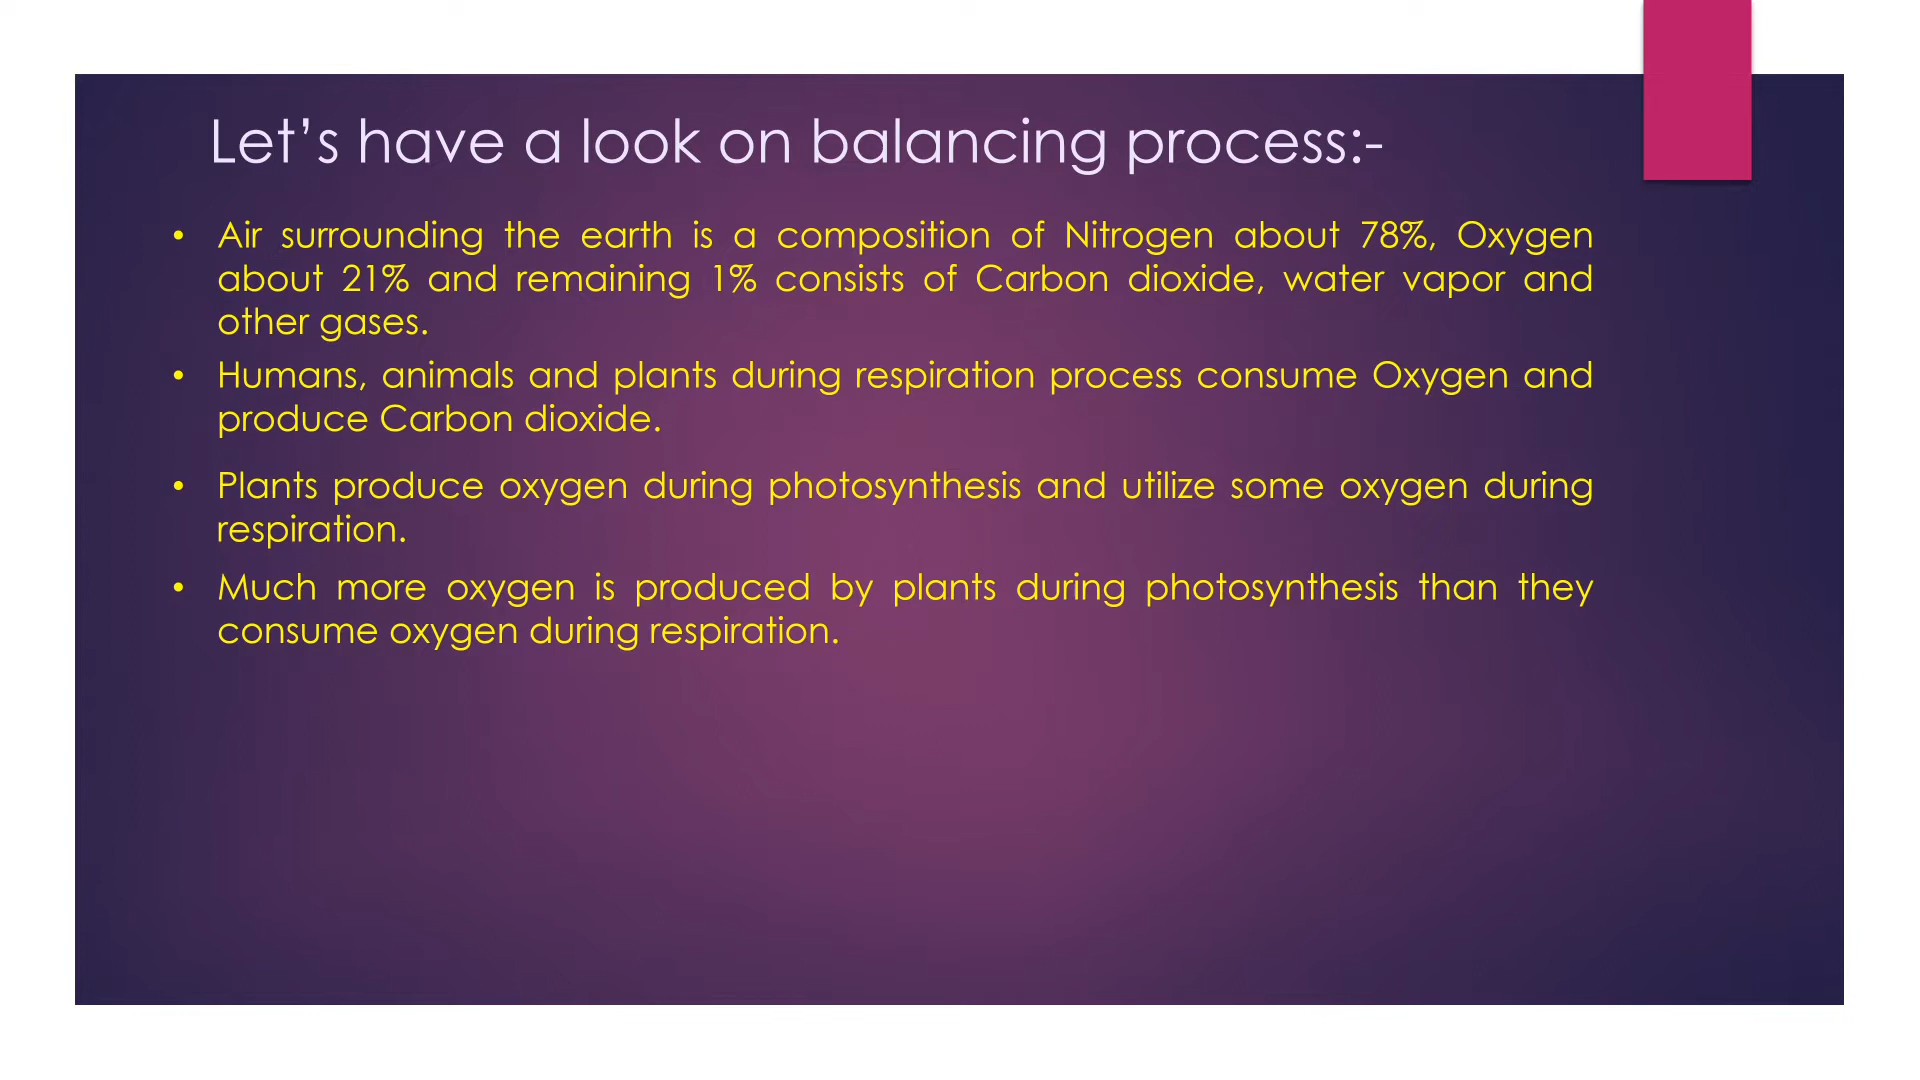 Let’s have a look on balancing process:-
• Air surrounding the earth is a composition of Nitrogen about 78%, Oxygen
about 21% and remaining 1% consists of Carbon dioxide, water vapor and
other gases.
• Humans, animals and plants during respiration process consume Oxygen and
produce Carbon dioxide.
• Plants produce oxygen during photosynthesis and utilize some oxygen during
respiration.
• Much more oxygen is produced by plants during photosynthesis than they
consume oxygen during respiration.